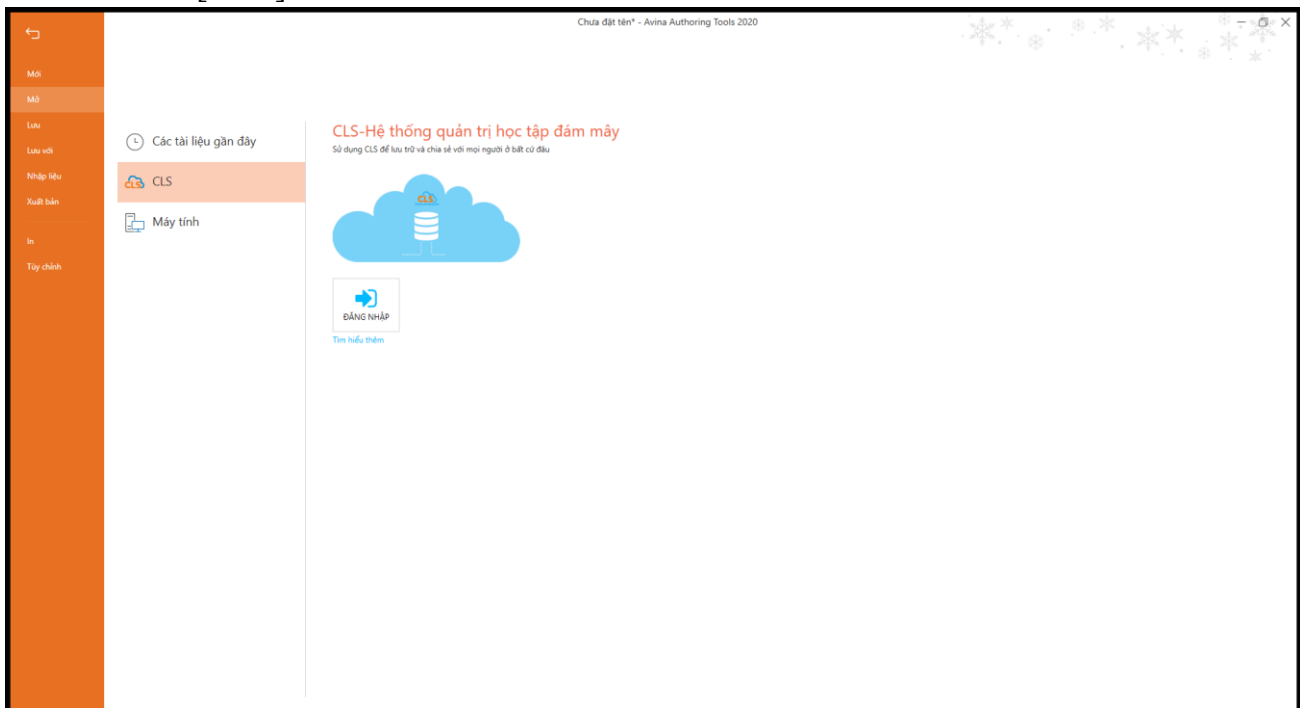 Chưa đặt tên* - Avina Authoring Tools 2020
Mới
Mở
Lưu
Lưu với
Nhập liệu
Xuất bản
In
Tùy chỉnh
Các tài liệu gần đây
CLS
CLS
Máy tính
CLS-Hệ thống quản trị học tập đám mây
Sử dụng CLS để lưu trữ và chia sẻ với mọi người ở bất cứ đâu
CLS
ĐĂNG NHẬP
Tìm hiểu thêm